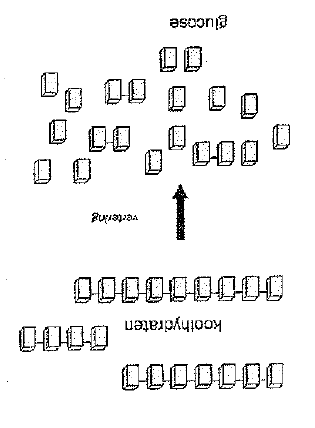 koolhydraten
vertering
glucose